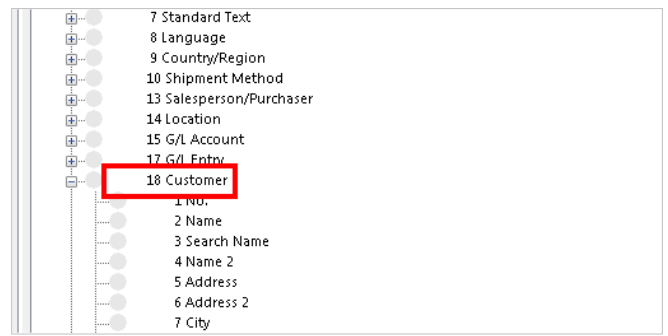 7 Standard Text
8 Language
9 Country/Region
10 Shipment Method
13 Salesperson/Purchaser
14 Location
15 G/L Account
17 G/L Entry
18 Customer
1 No.
2 Name
3 Search Name
4 Name 2
5 Address
6 Address 2
7 City